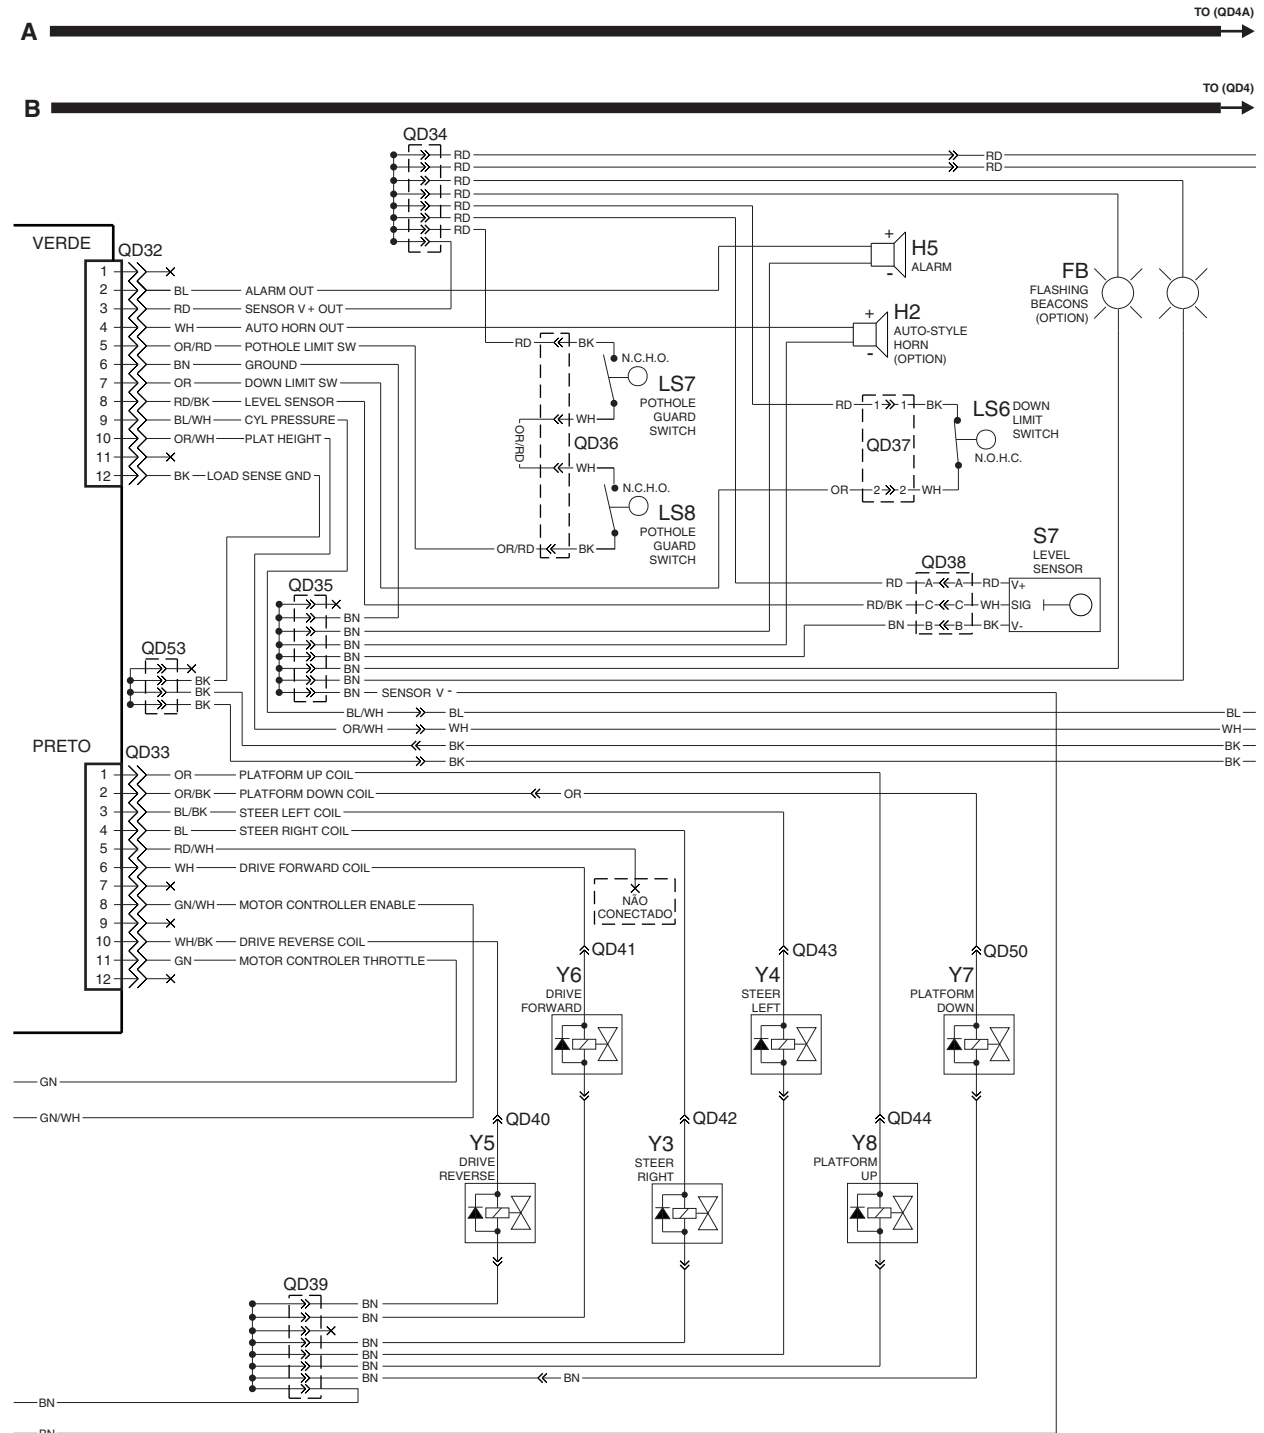 TO (QD4A)
A
TO (QD4)
B
QD34
RD RD
RD RD
RD
RD
RD
RD
RD
VERDE
QD32
1
2 BL ALARM OUT
3 RD SENSOR V + OUT
4 WH AUTO HORN OUT
5 OR/RD POTHOLE LIMIT SW
6 BN GROUND
7 OR DOWN LIMIT SW
8 RD/BK LEVEL SENSOR
9 BL/WH CYL PRESSURE
10 OR/WH PLAT HEIGHT
11
12 BK LOAD SENSE GND
+
H5
ALARM
-
+
H2
AUTO-STYLE
HORN
(OPTION)
-
FB
FLASHING
BEACONS
(OPTION)
RD BK
N.C.H.O.
LS7
POTHOLE
GUARD
SWITCH
WH
OR/RD
QD36
WH
N.C.H.O.
LS8
POTHOLE
GUARD
SWITCH
OR/RD BK
RD 1 1 BK
LS6 DOWN
LIMIT
SWITCH
QD37
N.O.H.C.
OR 2 2 WH
S7
LEVEL
SENSOR
QD38
RD A A RD V+
RD/BK C C WH SIG
BN B B BK V-
QD35
BN
BN
BN
BN
BN
BN
BN SENSOR V -
QD53
BK
BK
BK
BL/WH BL BL
OR/WH WH WH
BK BK
BK BK
PRETO
QD33
1 OR PLATFORM UP COIL
2 OR/BK PLATFORM DOWN COIL OR
3 BL/BK STEER LEFT COIL
4 BL STEER RIGHT COIL
5 RD/WH
6 WH DRIVE FORWARD COIL
7
8 GN/WH MOTOR CONTROLLER ENABLE
9
10 WH/BK DRIVE REVERSE COIL
11 GN MOTOR CONTROLER THROTTLE
12
NÃO
CONECTADO
QD41
Y6
DRIVE
FORWARD
QD43
Y4
STEER
LEFT
QD50
Y7
PLATFORM
DOWN
GN
GN/WH
QD40
Y5
DRIVE
REVERSE
QD42
Y3
STEER
RIGHT
QD44
Y8
PLATFORM
UP
QD39
BN
BN
BN
BN
BN
BN BN
BN
BN